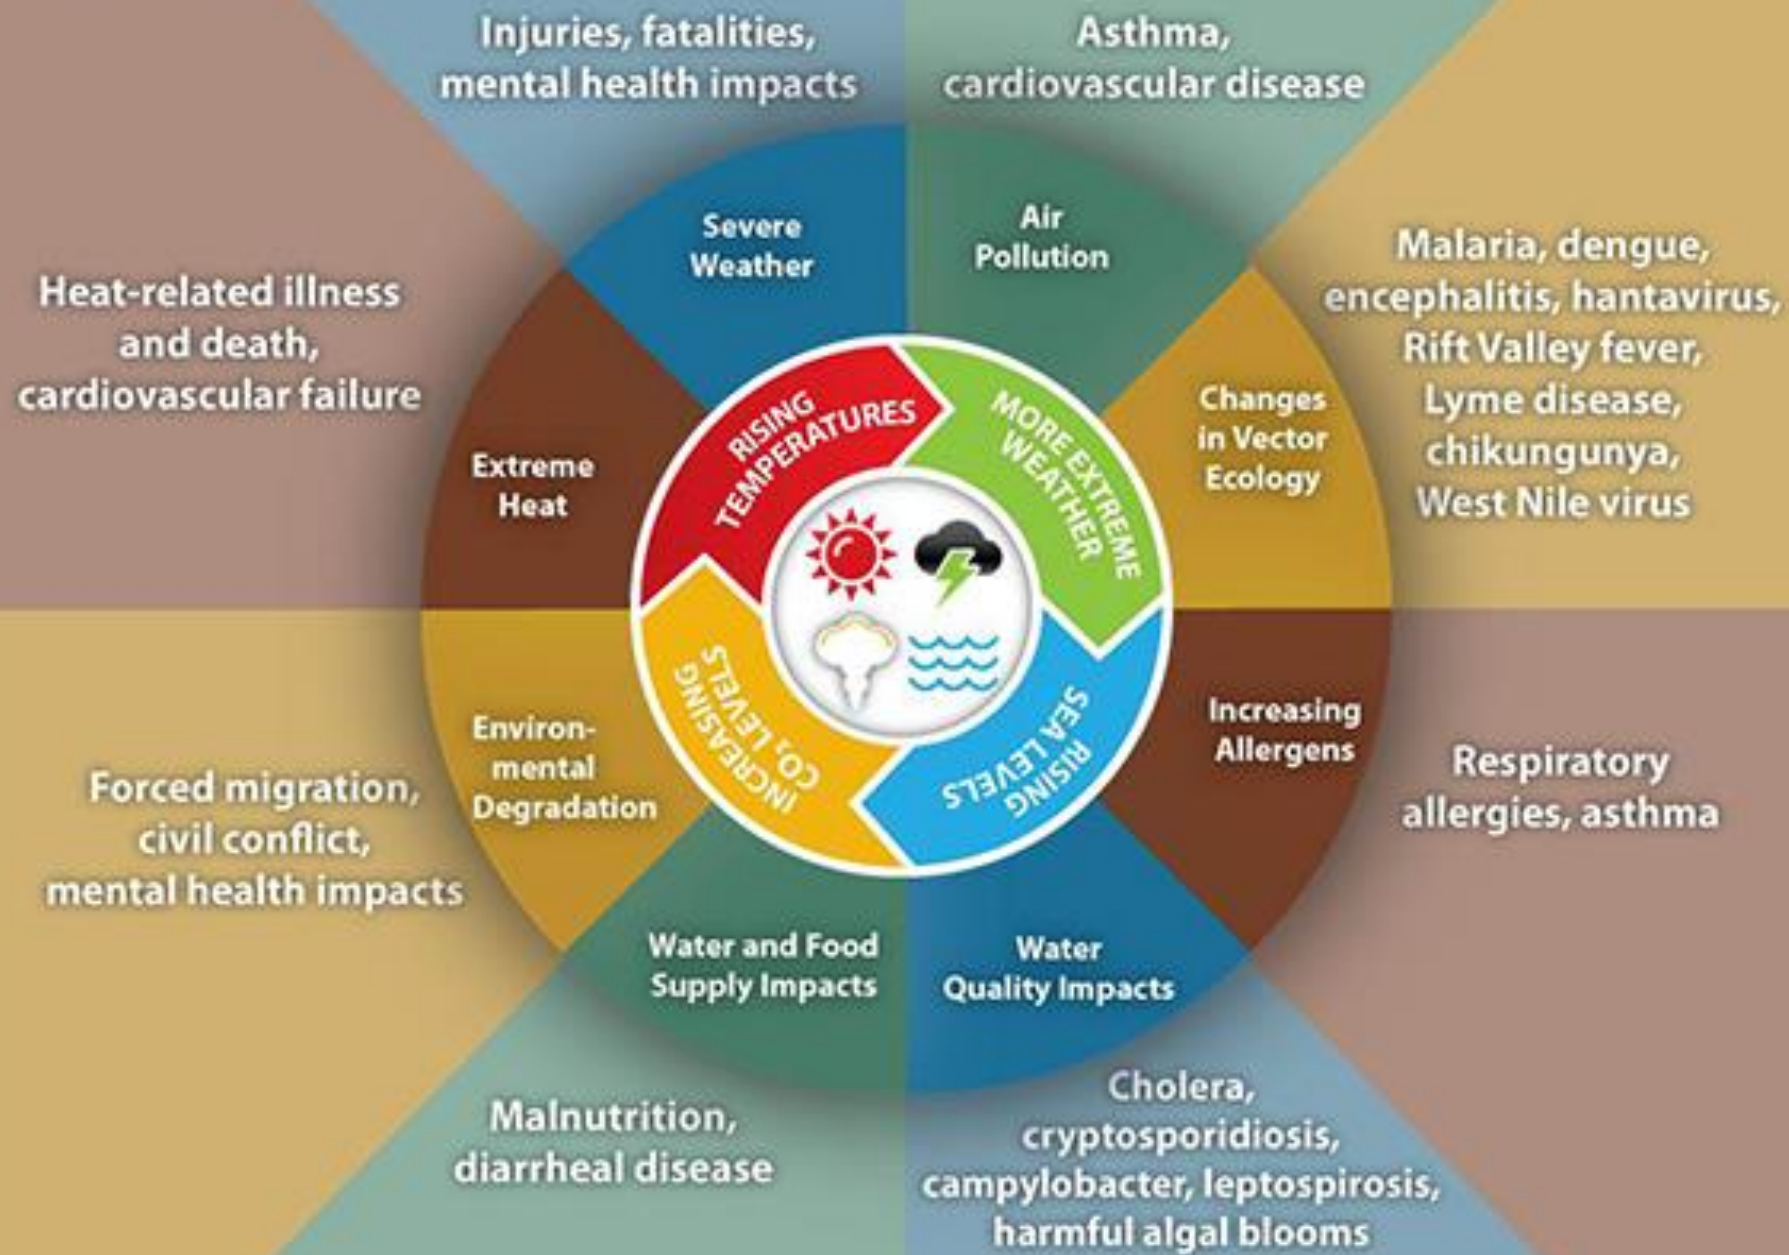 Injuries, fatalities,
mental health impacts
Asthma,
cardiovascular disease
Severe
Weather
Air
Pollution
Malaria, dengue,
encephalitis, hantavirus,
Rift Valley fever,
Lyme disease,
chikungunya,
West Nile virus
Heat-related illness
and death,
cardiovascular failure
Extreme
Heat
Changes
in Vector
Ecology
RISING
TEMPERATURES
MORE EXTREME
WEATHER
INCREASING
CO₂ LEVELS
RISING
SEA LEVELS
Environ-
mental
Degradation
Increasing
Allergens
Forced migration,
civil conflict,
mental health impacts
Respiratory
allergies, asthma
Water and Food
Supply Impacts
Water
Quality Impacts
Malnutrition,
diarrheal disease
Cholera,
cryptosporidiosis,
campylobacter, leptospirosis,
harmful algal blooms